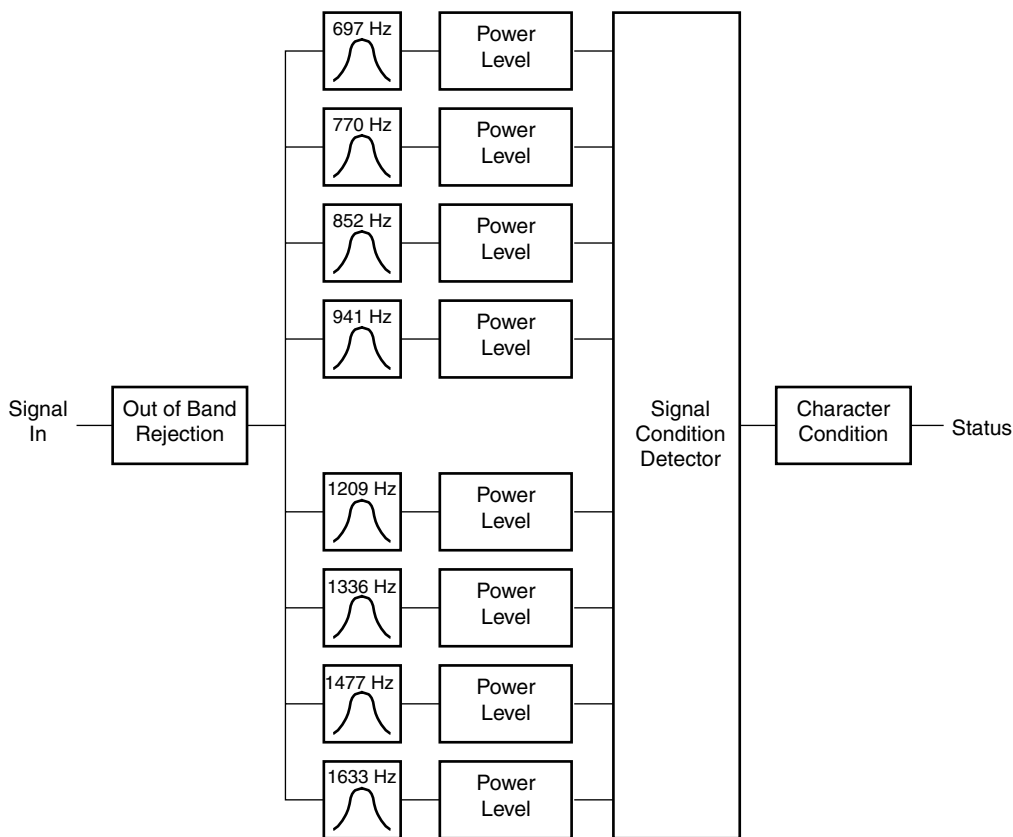 697 Hz
Power
Level
770 Hz
Power
Level
852 Hz
Power
Level
941 Hz
Power
Level
Signal
In
Out of Band
Rejection
Signal
Condition
Detector
Character
Condition
Status
1209 Hz
Power
Level
1336 Hz
Power
Level
1477 Hz
Power
Level
1633 Hz
Power
Level